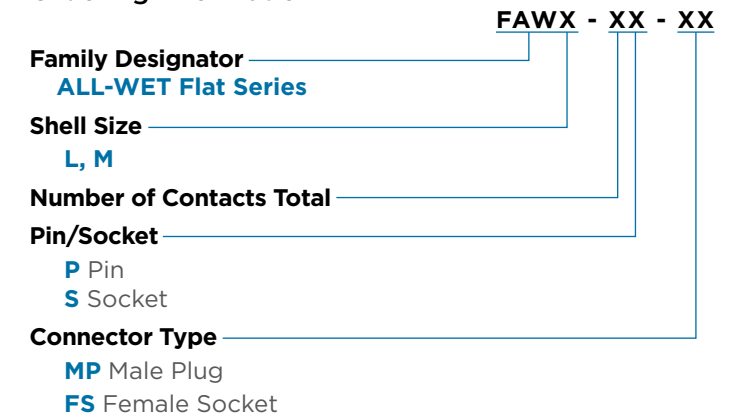 FAWX - XX - XX
Family Designator
ALL-WET Flat Series
Shell Size
L, M
Number of Contacts Total
Pin/Socket
P Pin
S Socket
Connector Type
MP Male Plug
FS Female Socket